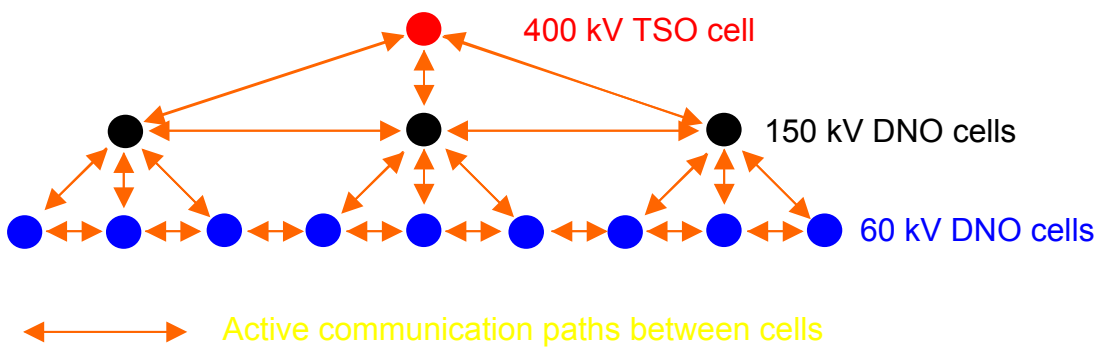 400 kV TSO cell
150 kV DNO cells
60 kV DNO cells
Active communication paths between cells